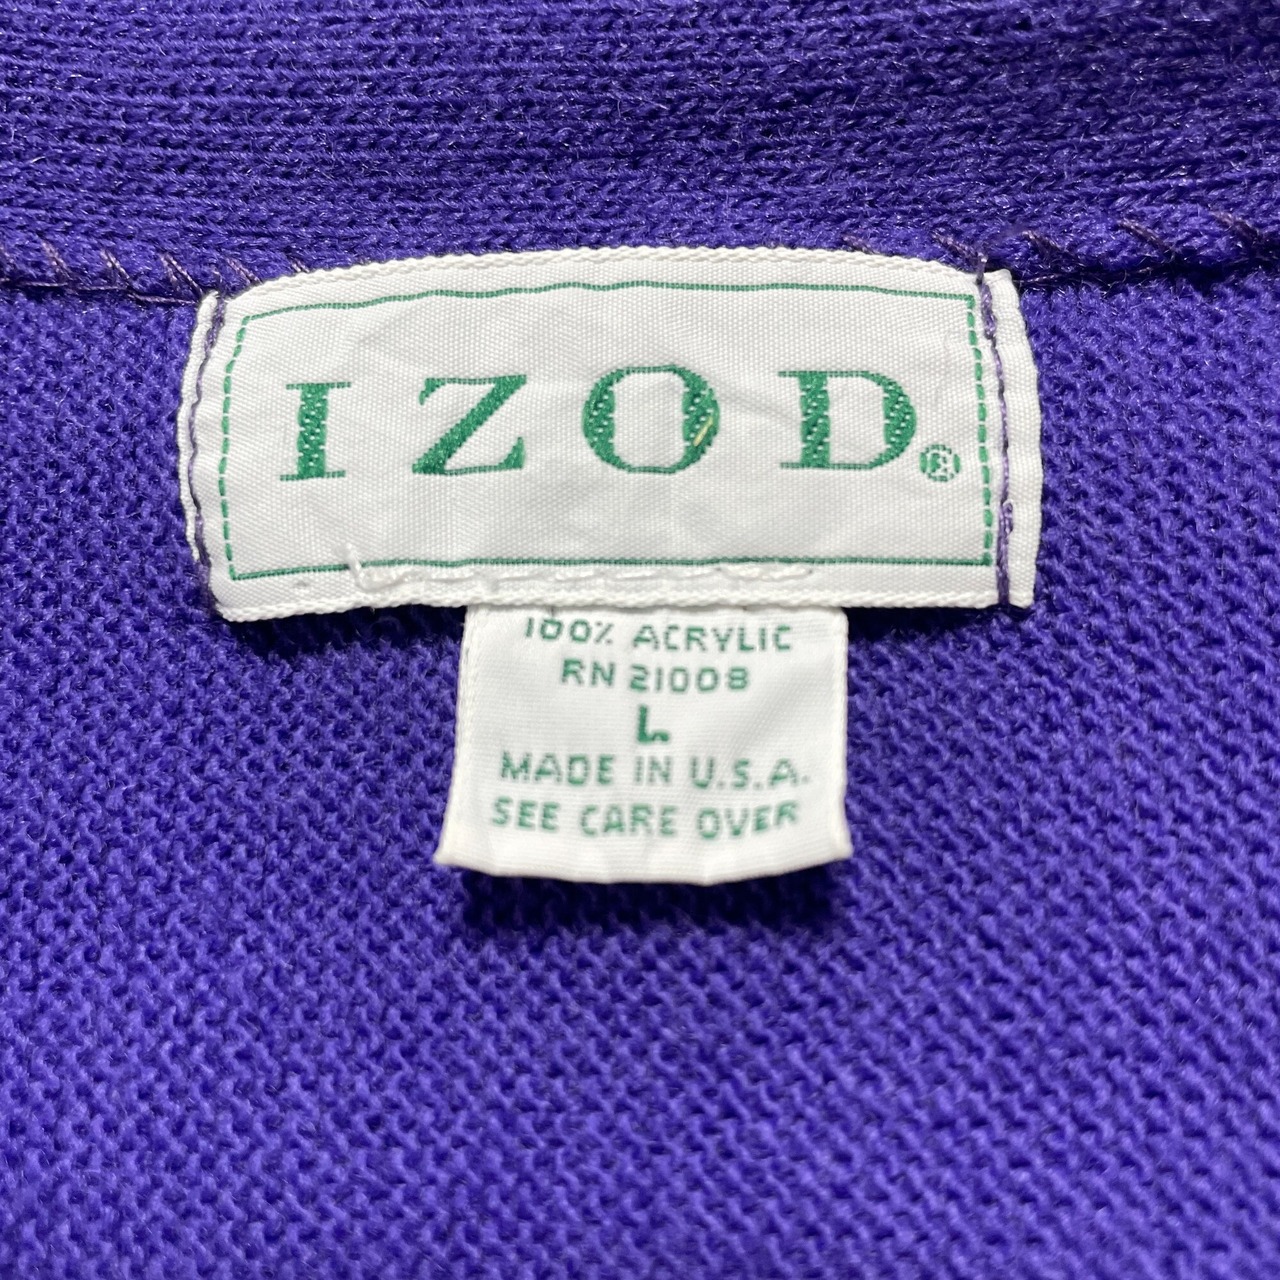 IZOD®
100% ACRYLIC
RN 21008
L
MADE IN U.S.A.
SEE CARE OVER